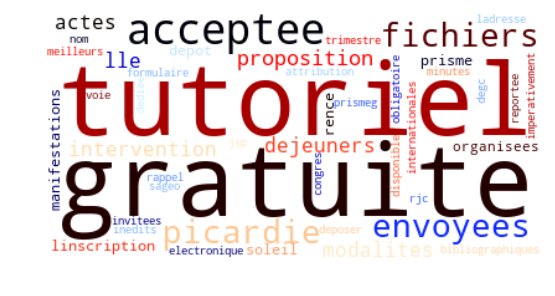 ladresse
actes acceptee fichiers
nom trimestre
meilleurs lle depot proposition prisme
formulaire attribution minutes
tutoriel
voie prismeg obligatoire degc reportee imperativement
manifestations rence internationales
intervention jsp dejeuners disponible organisees
gratuite
rappel congres
sageo rjc
invitees
inedits picardie deposer envoyees
linscription electronique soleil modalites bibliographiques